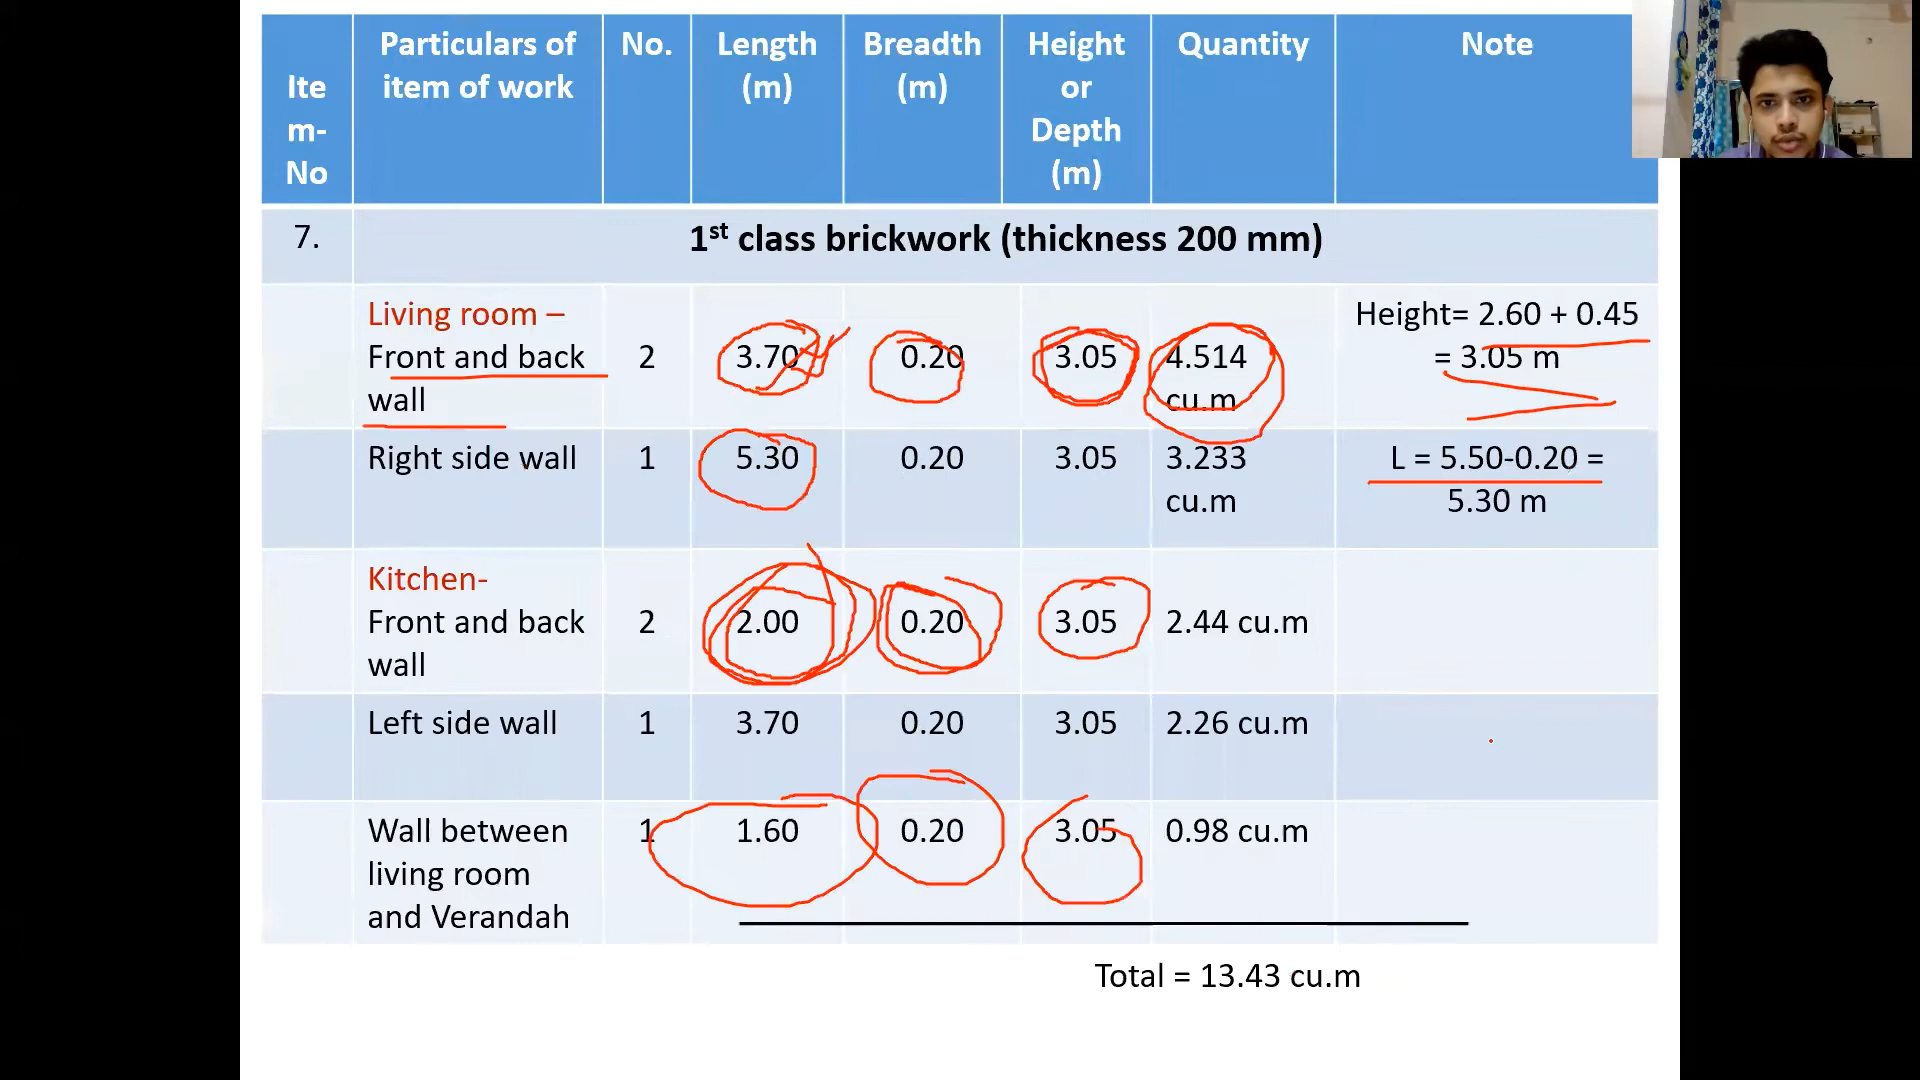 Ite
m-
No
Particulars of
item of work
No.
Length
(m)
Breadth
(m)
Height
or
Depth
(m)
Quantity
Note
7.
1st class brickwork (thickness 200 mm)
Living room –
Front and back
wall
2
3.70
0.20
3.05
4.514
cu.m
Height= 2.60 + 0.45
= 3.05 m
Right side wall
1
5.30
0.20
3.05
3.233
cu.m
L = 5.50-0.20 =
5.30 m
Kitchen-
Front and back
wall
2
2.00
0.20
3.05
2.44 cu.m
Left side wall
1
3.70
0.20
3.05
2.26 cu.m
Wall between
living room
and Verandah
1
1.60
0.20
3.05
0.98 cu.m
Total = 13.43 cu.m